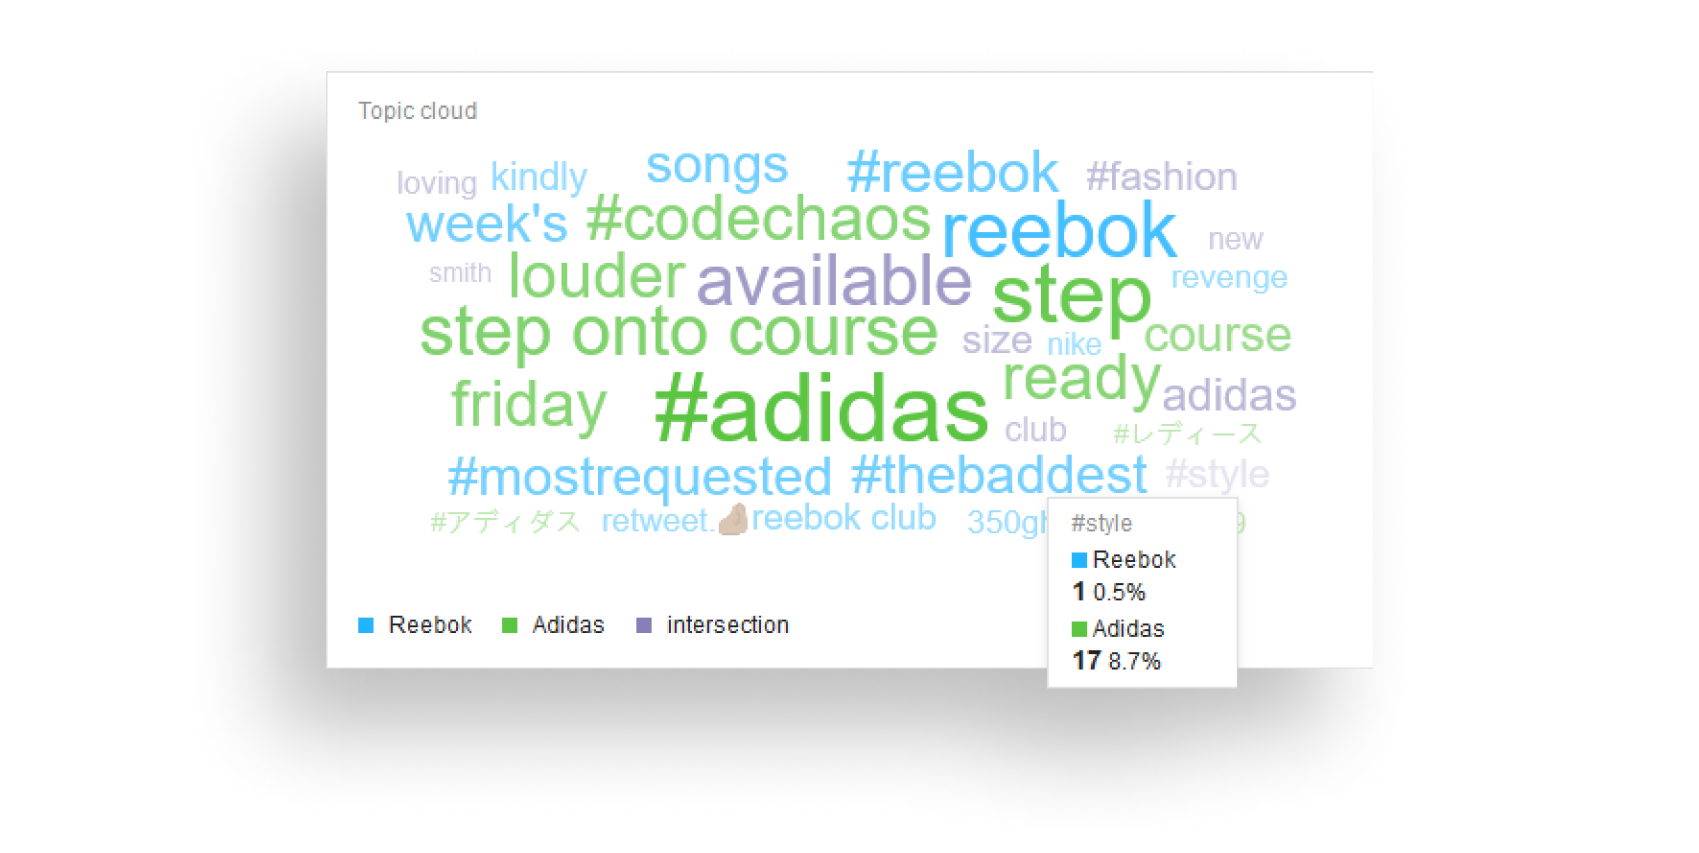 Topic cloud
loving kindly songs #reebok #fashion
week's #codechaos reebok new
smith louder available step revenge
step onto course size nike course
friday #adidas ready adidas
club #レディース
#mostrequested #thebaddest #style
#アディダス retweet. reebok club
#style
Reebok
1 0.5%
Adidas
17 8.7%
Reebok Adidas intersection